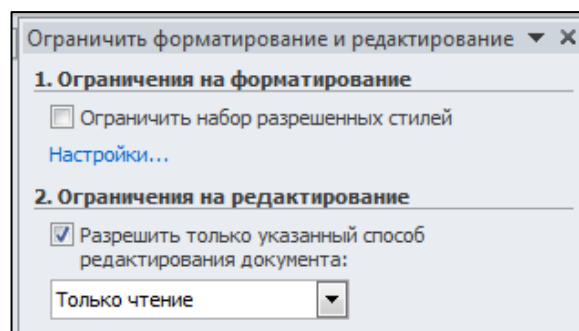 Ограничить форматирование и редактирование
1. Ограничения на форматирование
Ограничить набор разрешенных стилей
Настройки...
2. Ограничения на редактирование
Разрешить только указанный способ
редактирования документа:
Только чтение